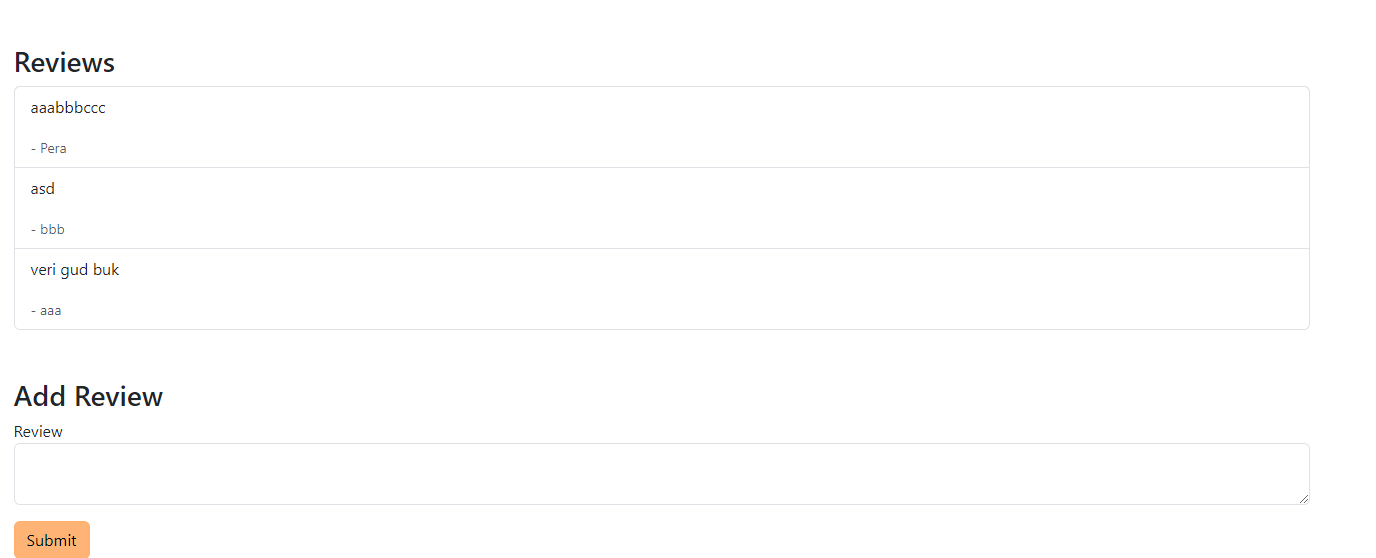 Reviews
aaabbbccc
- Pera
asd
- bbb
veri gud buk
- aaa
Add Review
Review
Submit